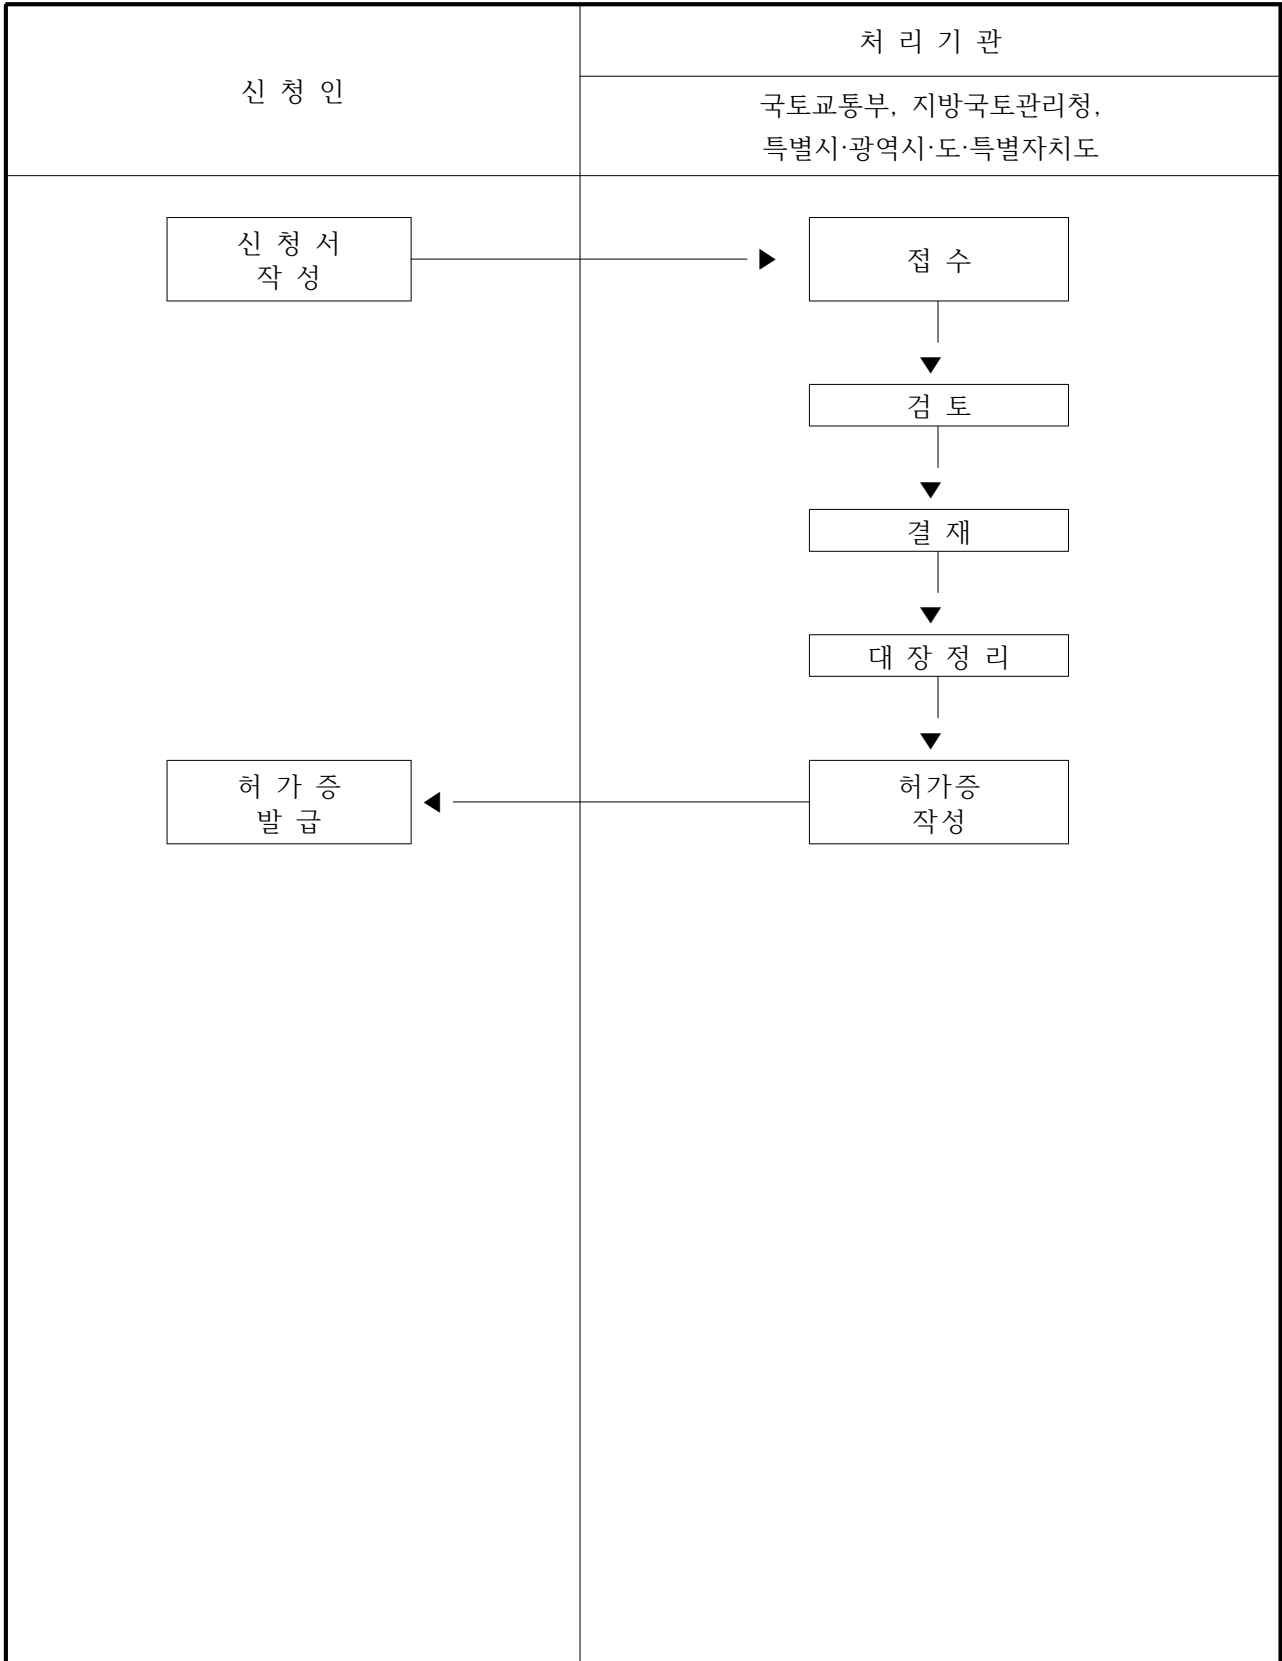 신 청 인
처 리 기 관
국토교통부, 지방국토관리청,
특별시·광역시·도·특별자치도
신 청 서
작 성
접 수
검 토
결 재
대 장 정 리
허가증
작성
허 가 증
발 급